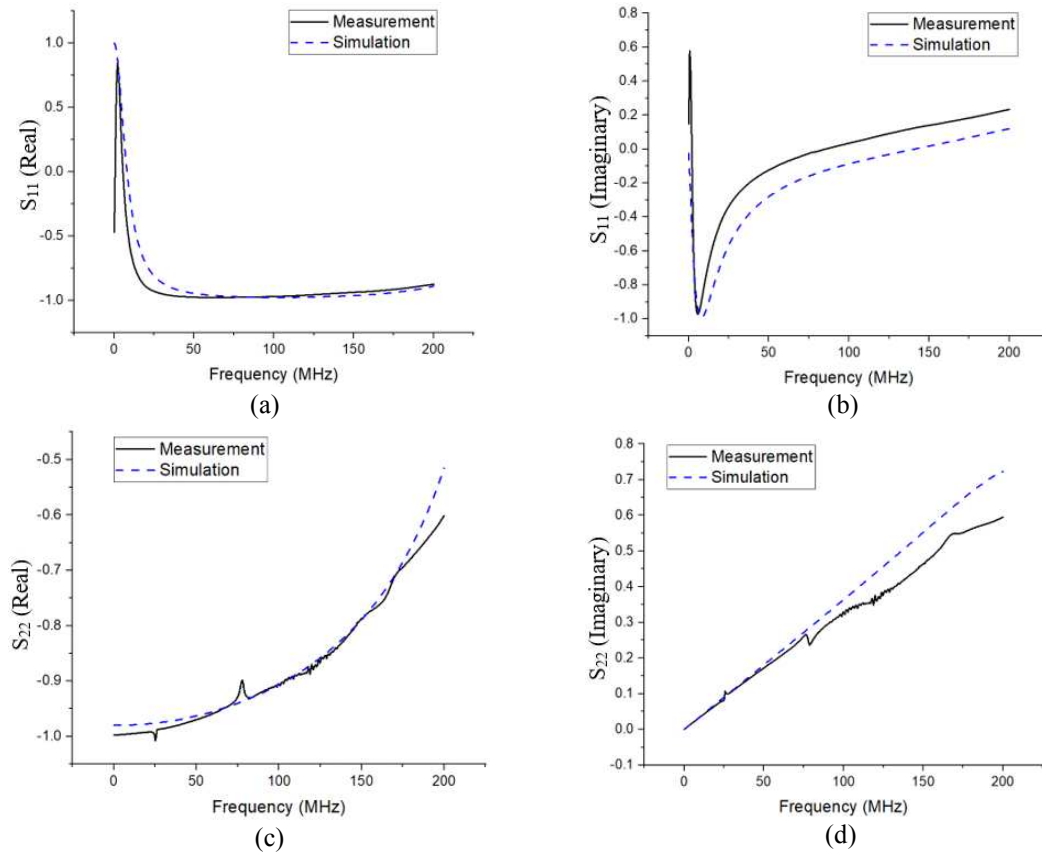 Measurement
Simulation
1.0
0.5
0.0
-0.5
-1.0
S11 (Real)
0
50
100
150
200
Frequency (MHz)
(a)
Measurement
Simulation
0.8
0.6
0.4
0.2
0.0
-0.2
-0.4
-0.6
-0.8
-1.0
S11 (Imaginary)
0
50
100
150
200
Frequency (MHz)
(b)
Measurement
Simulation
-0.5
-0.6
-0.7
-0.8
-0.9
-1.0
S22 (Real)
0
50
100
150
200
Frequency (MHz)
(c)
Measurement
Simulation
0.8
0.7
0.6
0.5
0.4
0.3
0.2
0.1
0.0
-0.1
S22 (Imaginary)
0
50
100
150
200
Frequency (MHz)
(d)